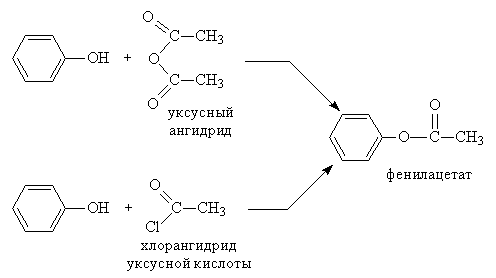 OH + O C CH3 O C CH3 O
уксусный
ангидрид
O C CH3 O
фенилацетат
OH + O C CH3 Cl
хлорангидрид
уксусной кислоты